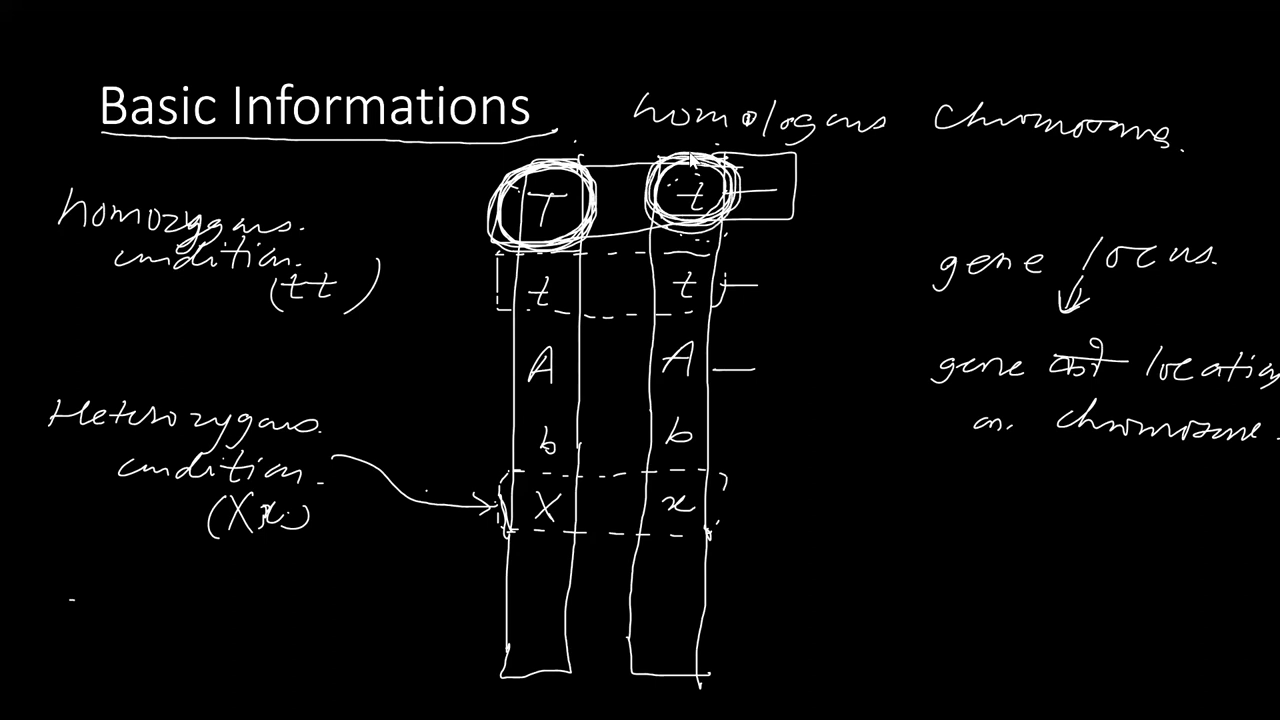 Basic Informations
homologous chromosome.
homozygous.
condition.
(tt)
Heterozygous.
condition.
(Xx)
T t
t t
A A
b b
X x
gene locus.
gene location
on chromosome.